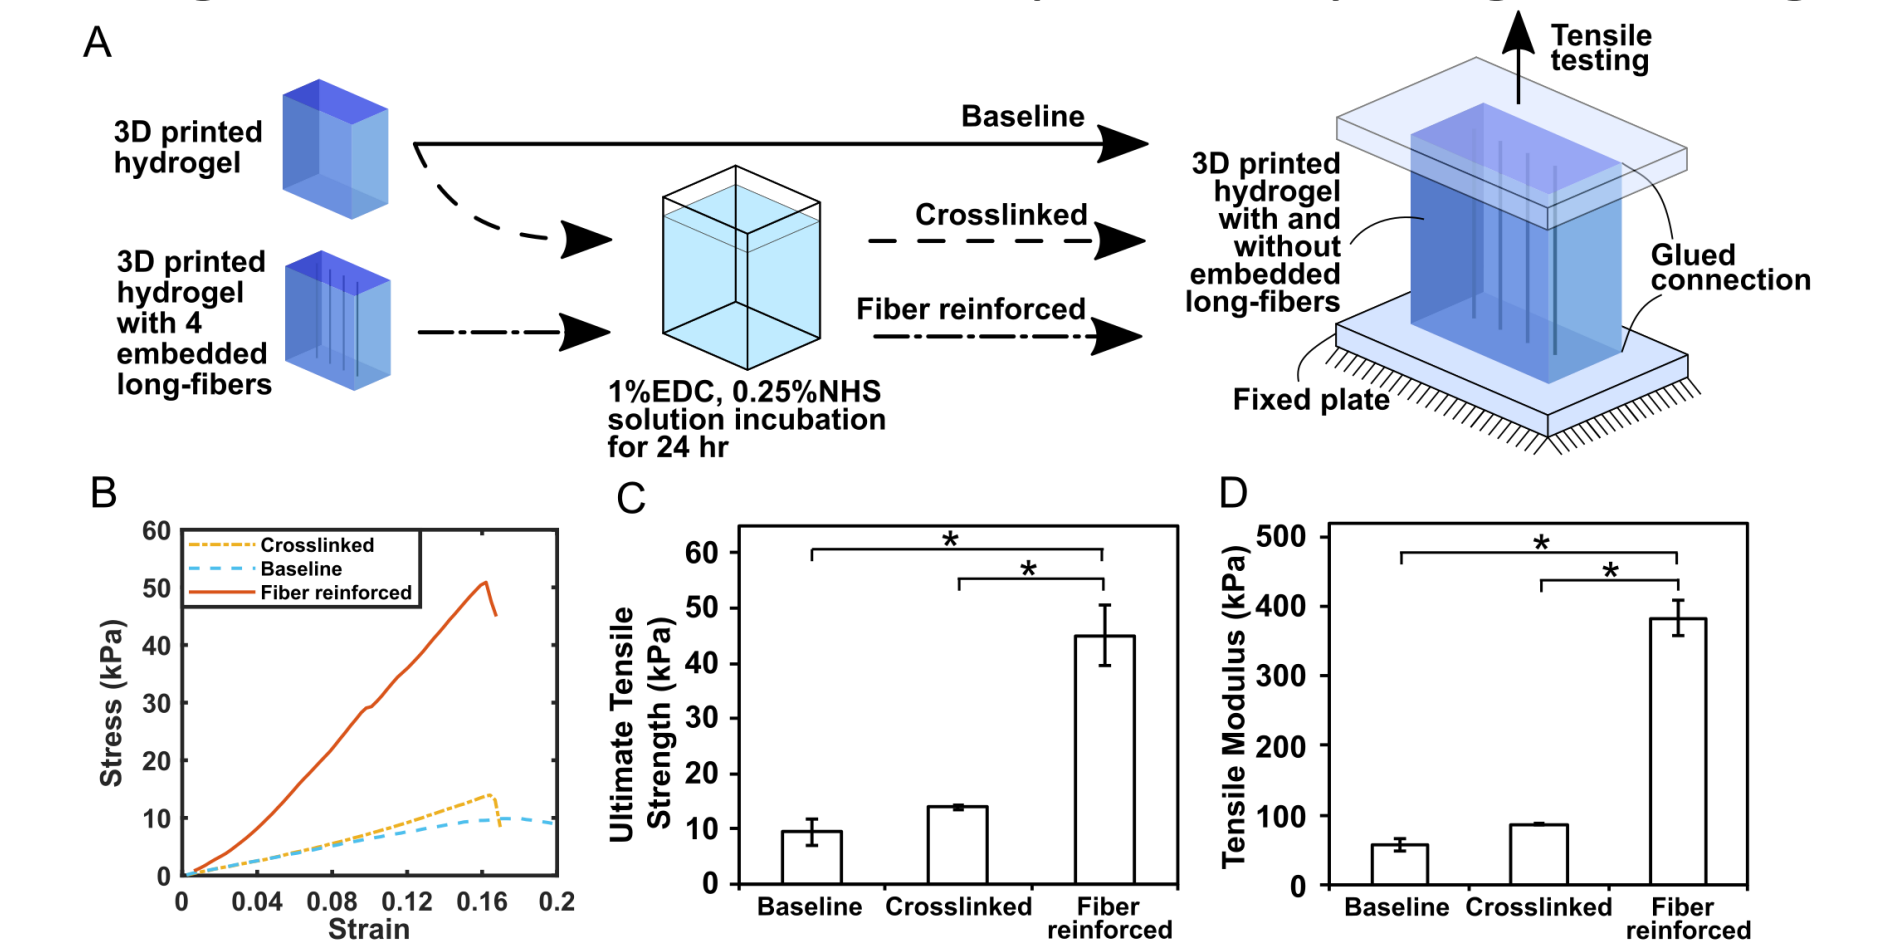 A
3D printed
hydrogel
3D printed
hydrogel
with 4
embedded
long-fibers
Baseline
Crosslinked
Fiber reinforced
1%EDC, 0.25%NHS
solution incubation
for 24 hr
Tensile
testing
3D printed
hydrogel
with and
without
embedded
long-fibers
Glued
connection
Fixed plate
B
Stress (kPa)
60
50
40
30
20
10
0
Crosslinked
Baseline
Fiber reinforced
0 0.04 0.08 0.12 0.16 0.2
Strain
C
Ultimate Tensile
Strength (kPa)
60
50
40
30
20
10
0
*
*
Baseline Crosslinked Fiber
reinforced
D
Tensile Modulus (kPa)
500
400
300
200
100
0
*
*
Baseline Crosslinked Fiber
reinforced